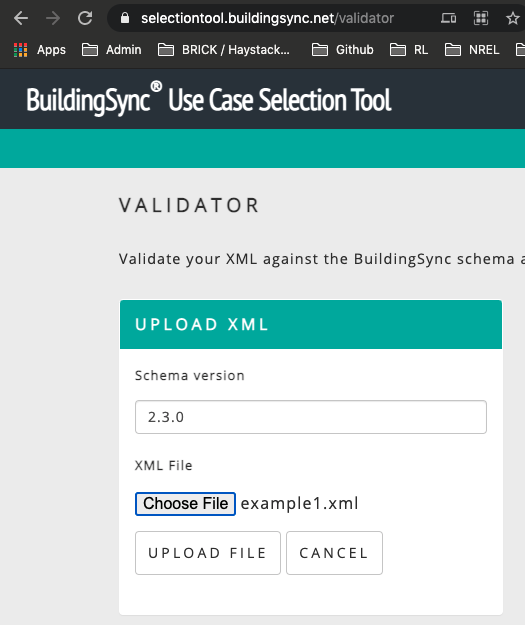 selectiontool.buildingsync.net/validator
Apps Admin BRICK / Haystack... Github RL NREL
BuildingSync® Use Case Selection Tool
VALIDATOR
Validate your XML against the BuildingSync schema a
UPLOAD XML
Schema version
2.3.0
XML File
Choose File example1.xml
UPLOAD FILE CANCEL